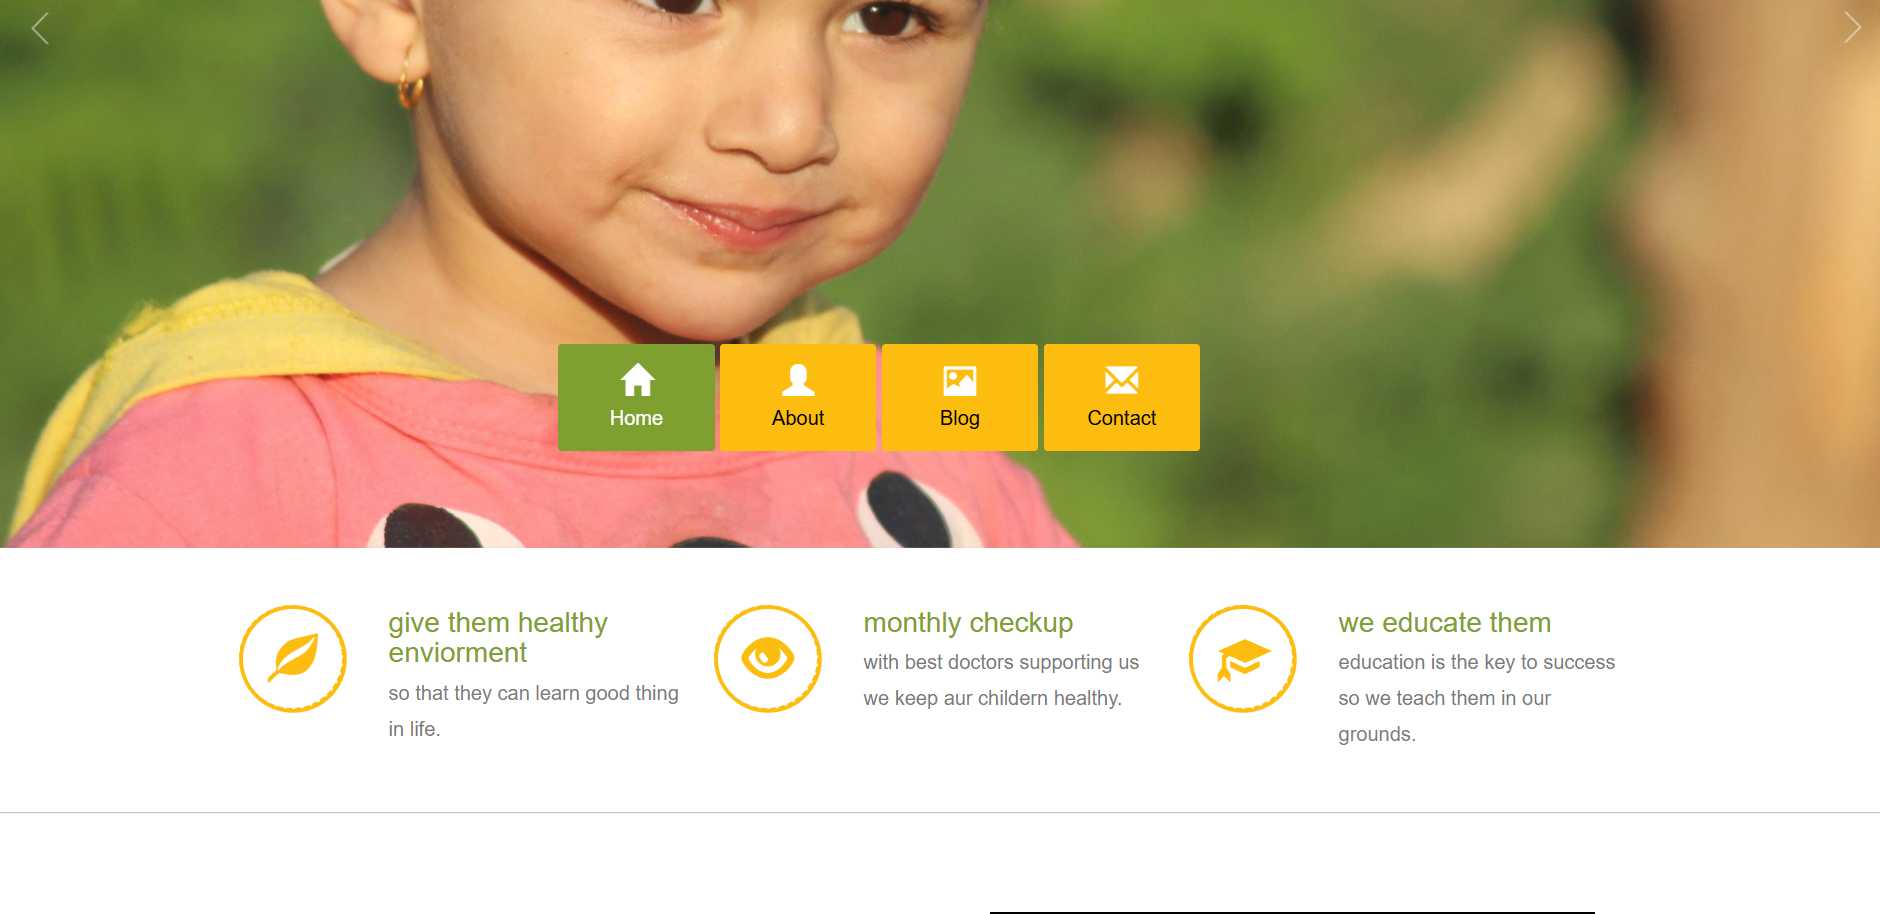 Home
About
Blog
Contact
give them healthy
enviorment
so that they can learn good thing
in life.
monthly checkup
with best doctors supporting us
we keep aur childern healthy.
we educate them
education is the key to success
so we teach them in our
grounds.